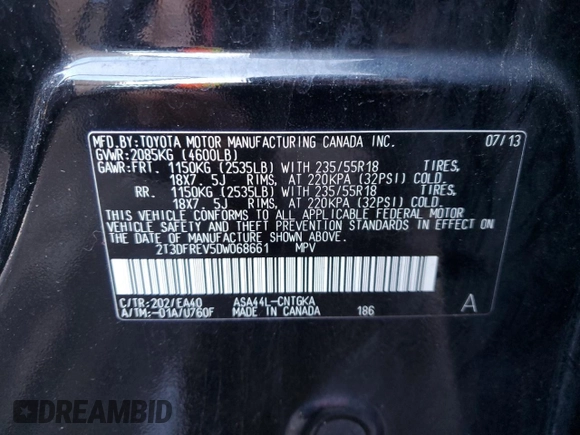 MFD.BY:TOYOTA MOTOR MANUFACTURING CANADA INC. 07/13
GVWR:2085KG (4600LB)
GAWR:FRT. 1150KG (2535LB) WITH 235/55R18
18X7.5J RIMS, AT 220KPA (32PSI) COLD.
RR. 1150KG (2535LB) WITH 235/55R18 TIRES,
18X7.5J RIMS, AT 220KPA (32PSI) COLD.
THIS VEHICLE CONFORMS TO ALL APPLICABLE FEDERAL MOTOR
VEHICLE SAFETY AND THEFT PREVENTION STANDARDS IN EFFECT ON
THE DATE OF MANUFACTURE SHOWN ABOVE.
2T3DFREV5DW068661 MPV
C/TR:202/EA40 ASA44L-CNTGKA A
A/TM:-01A/U760F MADE IN CANADA 186
DREAMBID